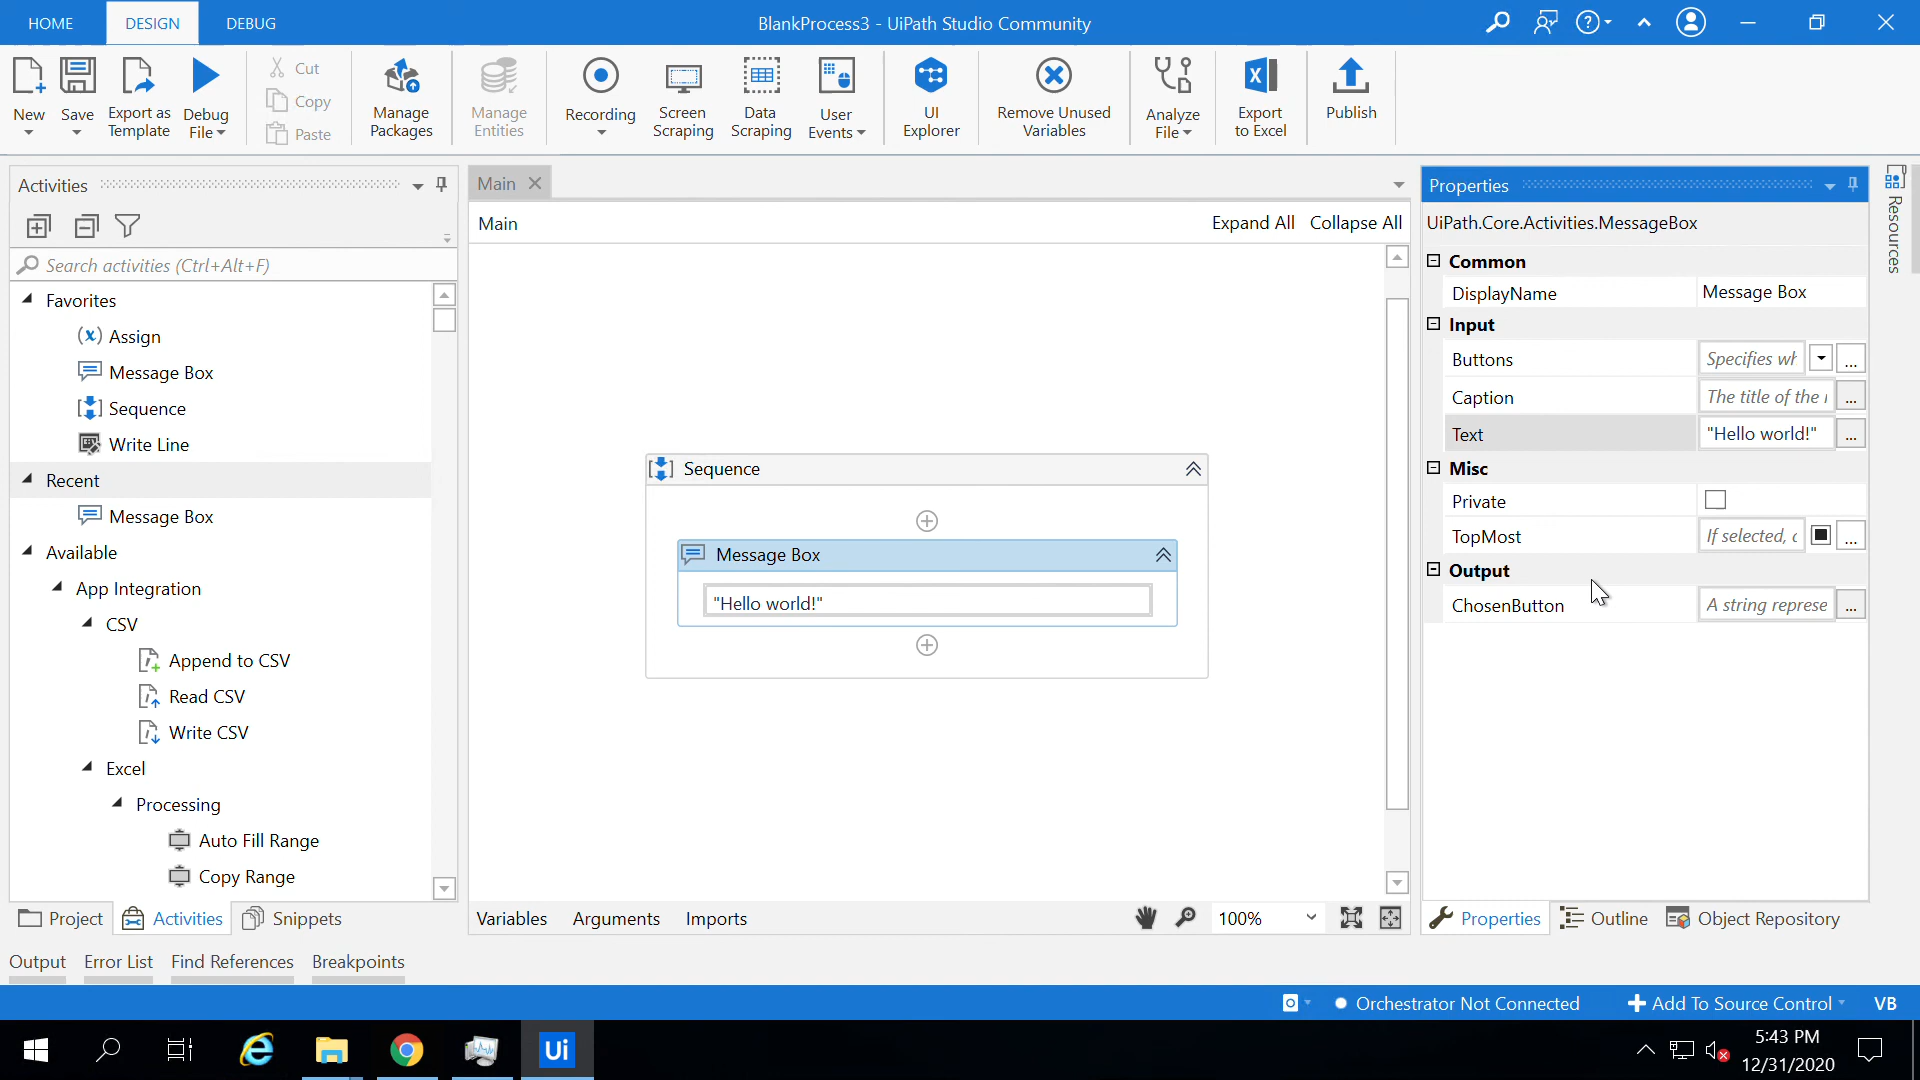 HOME DESIGN DEBUG
BlankProcess3 - UiPath Studio Community
New
Save
Export as
Template
Debug
File
Cut
Copy
Paste
Manage
Packages
Manage
Entities
Recording
Screen
Scraping
Data
Scraping
User
Events
UI
Explorer
Remove Unused
Variables
Analyze
File
Export
to Excel
Publish
Activities
Search activities (Ctrl+Alt+F)
Favorites
Assign
Message Box
Sequence
Write Line
Recent
Message Box
Available
App Integration
CSV
Append to CSV
Read CSV
Write CSV
Excel
Processing
Auto Fill Range
Copy Range
Project Activities Snippets
Main
Main
Expand All Collapse All
Sequence
Message Box
"Hello world!"
Variables Arguments Imports
100%
Properties
UiPath.Core.Activities.MessageBox
Common
DisplayName Message Box
Input
Buttons Specifies wh ...
Caption The title of the ...
Text "Hello world!" ...
Misc
Private
TopMost If selected, ...
Output
ChosenButton A string represe ...
Properties Outline Object Repository
Resources
Output Error List Find References Breakpoints
Orchestrator Not Connected
Add To Source Control
VB
Ui
5:43 PM
12/31/2020